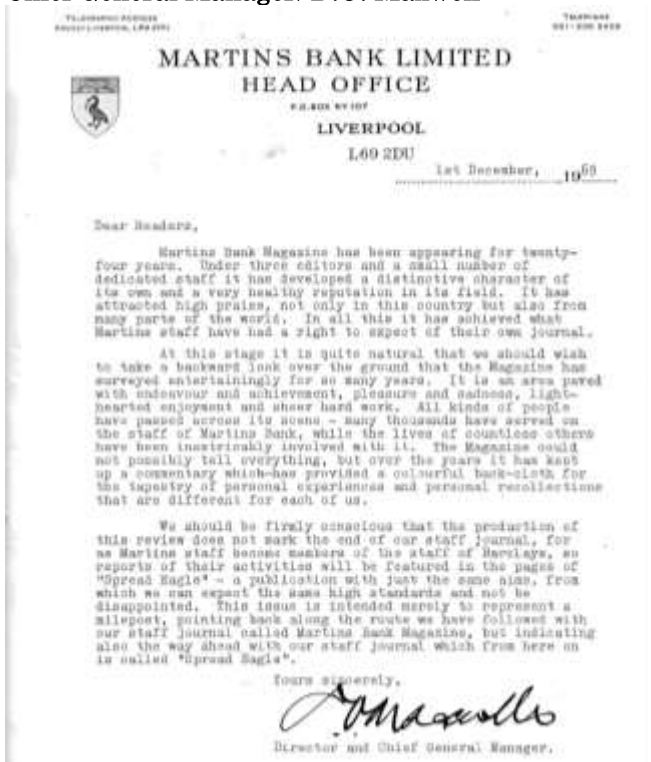 TELEGRAPHIC ADDRESS
TELEPHONE
MARTINS BANK LIMITED
HEAD OFFICE
P.O.BOX Nº 107
LIVERPOOL
L69 2DU
1st December, 1969
Dear Readers,
Martins Bank Magazine has been appearing for twenty-
four years. Under three editors and a small number of
dedicated staff it has developed a distinctive character of
its own and a very healthy reputation in its field. It has
attracted high praise, not only in this country but also from
many parts of the world. In all this it has achieved what
Martins staff have had a right to expect of their own journal.
At this stage it is quite natural that we should wish
to take a backward look over the ground that the Magazine has
surveyed entertainingly for so many years. It is an area paved
with endeavour and achievement, pleasure and sadness, light-
hearted enjoyment and sheer hard work. All kinds of people
have passed across its scene - many thousands have served on
the staff of Martins Bank, while the lives of countless others
have been inextricably involved with it. The Magazine could
not possibly tell everything, but over the years it has kept
up a commentary which has provided a colourful back-cloth for
the tapestry of personal experiences and personal recollections
that are different for each of us.
We should be firmly conscious that the production of
this review does not mark the end of our staff journal, for
as Martins staff become members of the staff of Barclays, so
reports of their activities will be featured in the pages of
"Spread Eagle" - a publication with just the same aims, from
which we can expect the same high standards and not be
disappointed. This issue is intended merely to represent a
milepost, pointing back along the route we have followed with
our staff journal called Martins Bank Magazine, but indicating
also the way ahead with our staff journal which from here on
is called "Spread Eagle".
Yours sincerely,
Director and Chief General Manager.